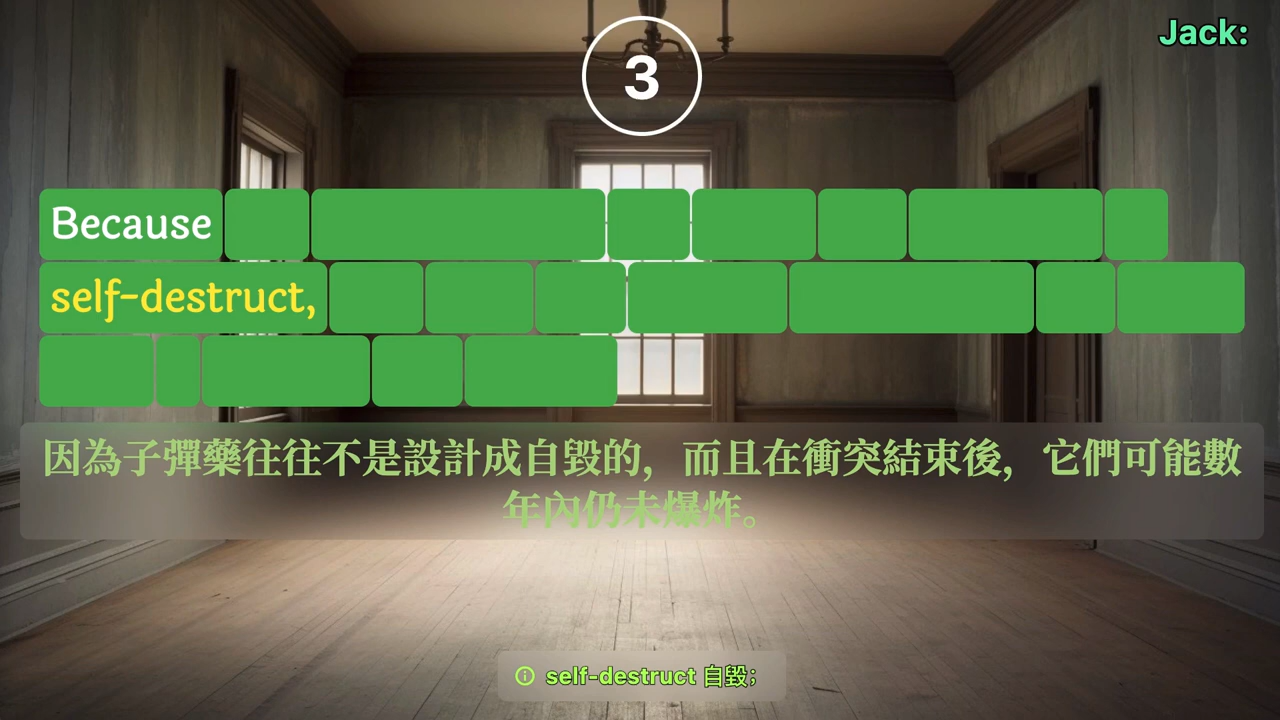 Jack:
3
Because
self-destruct,
因為子彈藥往往不是設計成自毀的，而且在衝突結束後，它們可能數
年內仍未爆炸。
self-destruct 自毀;